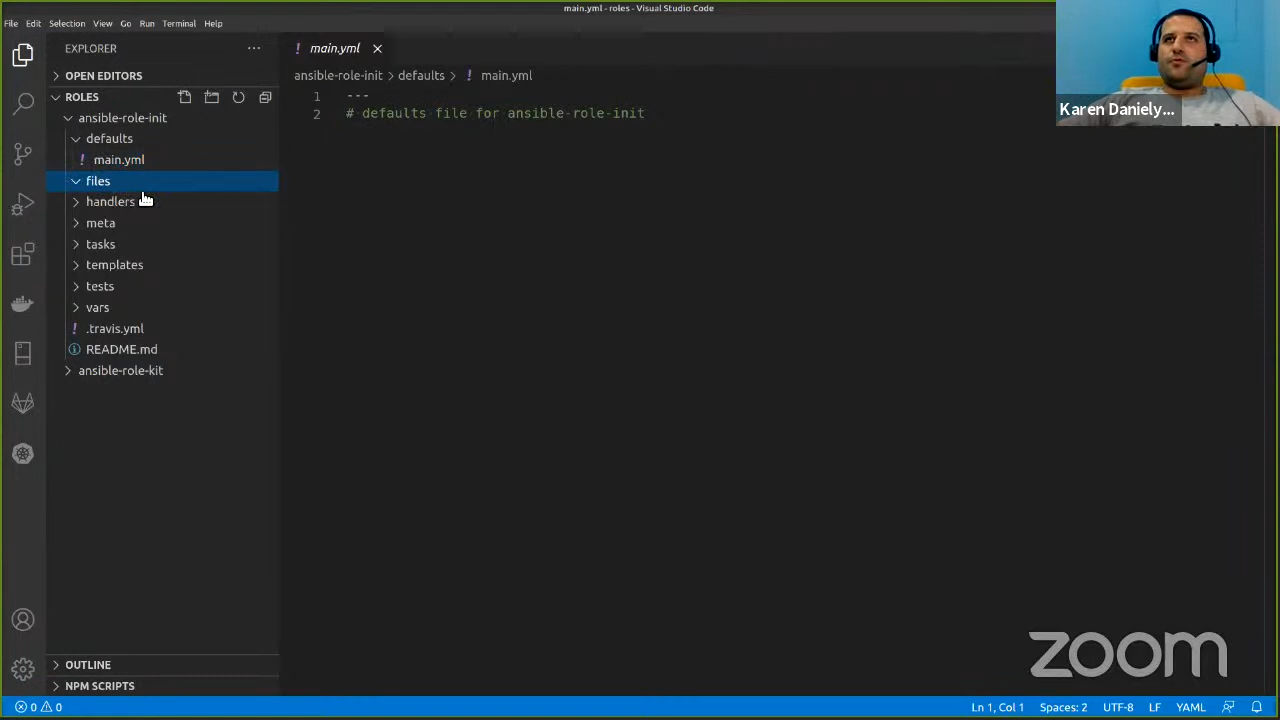 main.yml - roles - Visual Studio Code
File Edit Selection View Go Run Terminal Help
EXPLORER
main.yml
OPEN EDITORS
ansible-role-init > defaults > ! main.yml
ROLES
1 ---
2 # defaults file for ansible-role-init
ansible-role-init
defaults
! main.yml
files
handlers
meta
tasks
templates
tests
vars
! .travis.yml
README.md
ansible-role-kit
OUTLINE
NPM SCRIPTS
0 0
Ln 1, Col 1 Spaces: 2 UTF-8 LF YAML
Karen Daniely...
zoom